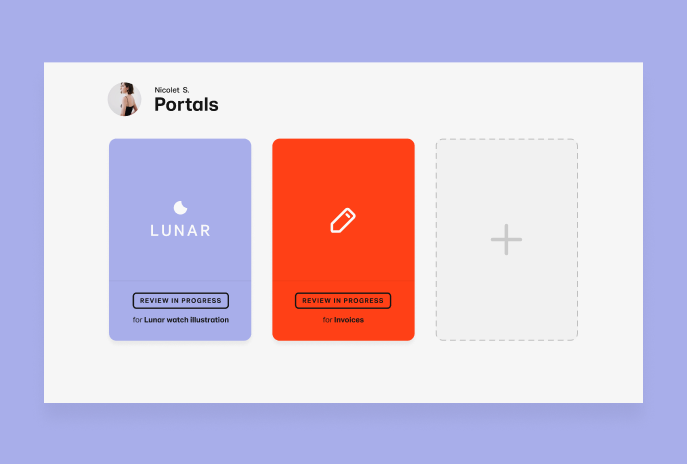 Nicolet S.
Portals
LUNAR
REVIEW IN PROGRESS
for Lunar watch illustration
REVIEW IN PROGRESS
for Invoices